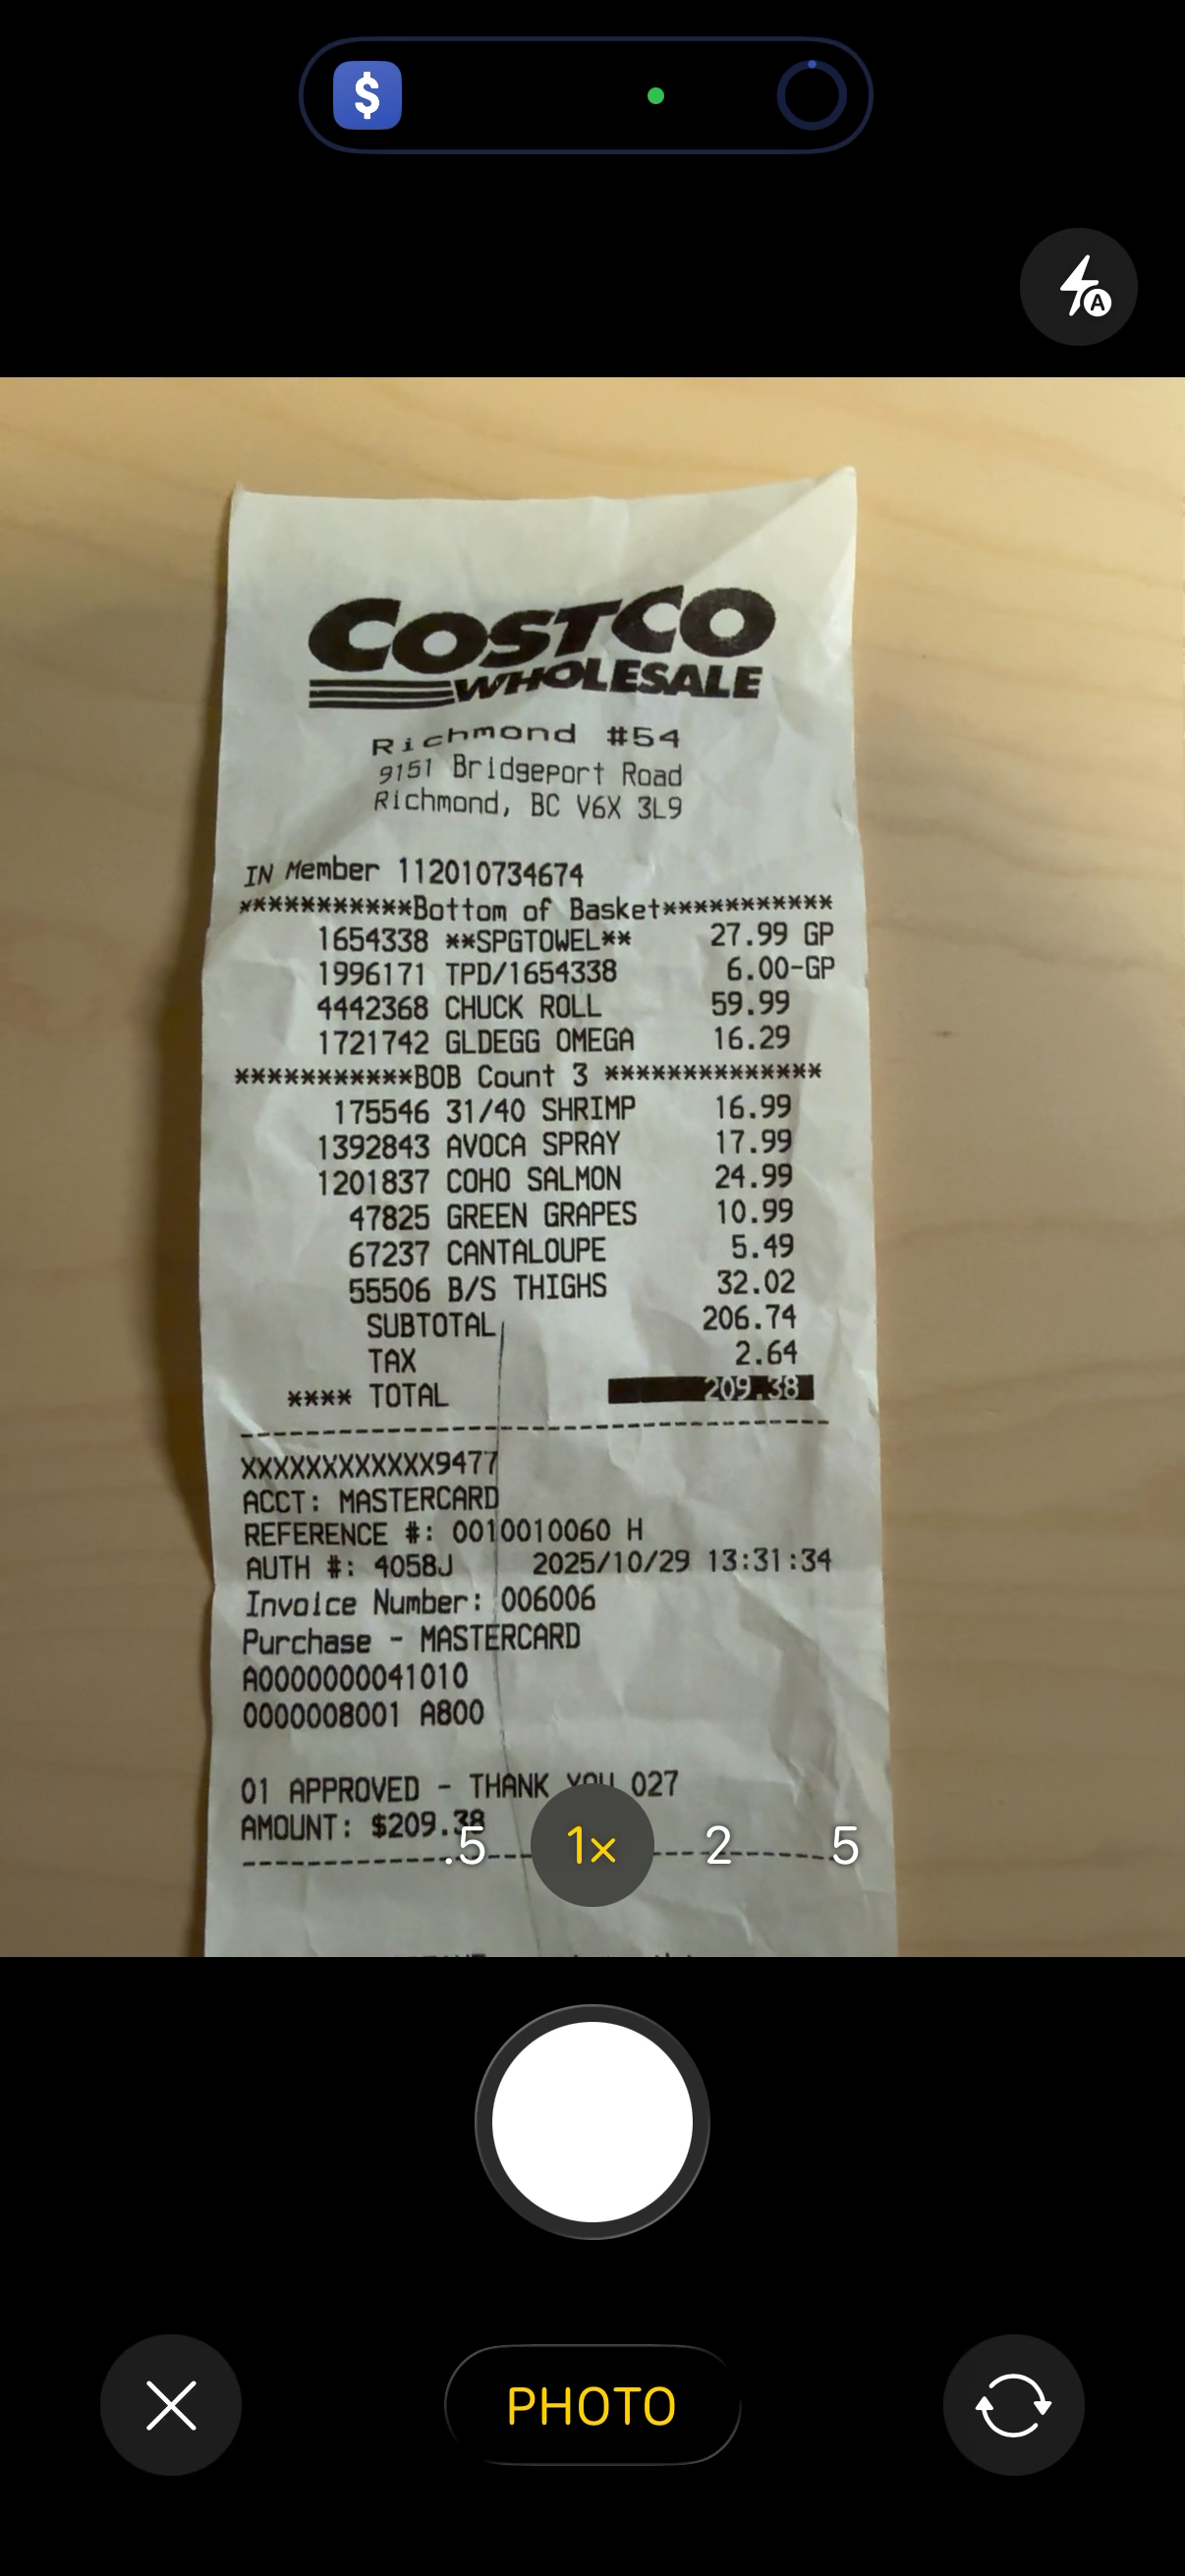 $
A
COSTCO
WHOLESALE
Richmond #54
9151 Bridgeport Road
Richmond, BC V6X 3L9
IN Member 112010734674
***********Bottom of Basket***********
1654338 **SPGTOWEL** 27.99 GP
1996171 TPD/1654338 6.00-GP
4442368 CHUCK ROLL 59.99
1721742 GLDEGG OMEGA 16.29
***********BOB Count 3 **************
175546 31/40 SHRIMP 16.99
1392843 AVOCA SPRAY 17.99
1201837 COHO SALMON 24.99
47825 GREEN GRAPES 10.99
67237 CANTALOUPE 5.49
55506 B/S THIGHS 32.02
SUBTOTAL 206.74
TAX 2.64
**** TOTAL 209.38
XXXXXXXXXXXX9477
ACCT: MASTERCARD
REFERENCE #: 0010010060 H
AUTH #: 4058J 2025/10/29 13:31:34
Invoice Number: 006006
Purchase - MASTERCARD
A0000000041010
0000008001 A800
01 APPROVED - THANK YOU 027
AMOUNT: $209.38
.5 1× 2 5
PHOTO